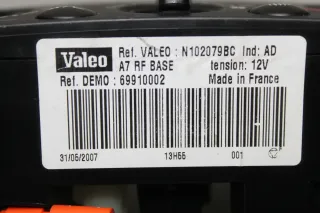 Valeo Ref. VALEO : N102079BC Ind: AD
A7 RF BASE tension: 12V
Ref. DEMO : 69910002 Made in France
31/05/2007 13H55 001